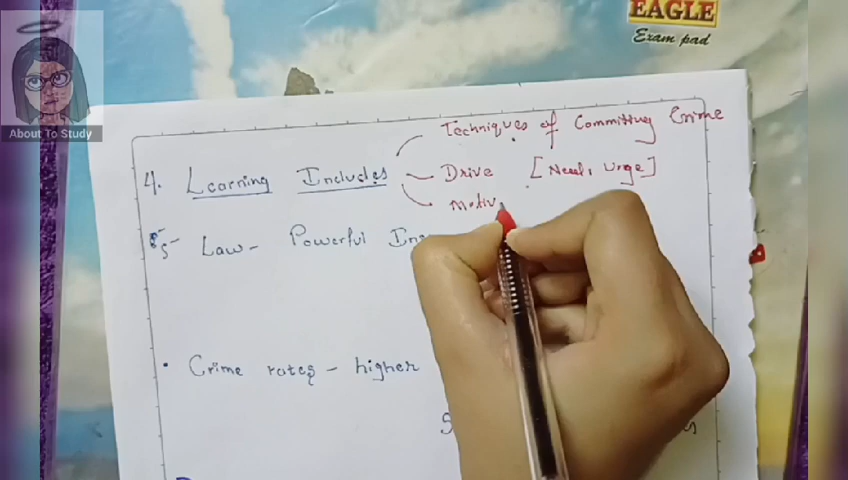 EAGLE
Exam pad
About To Study
Techniques of Committing Crime
4. Learning Includes
Drive [Need, Urge]
Motiv
5- Law- Powerful
Crime rates - higher